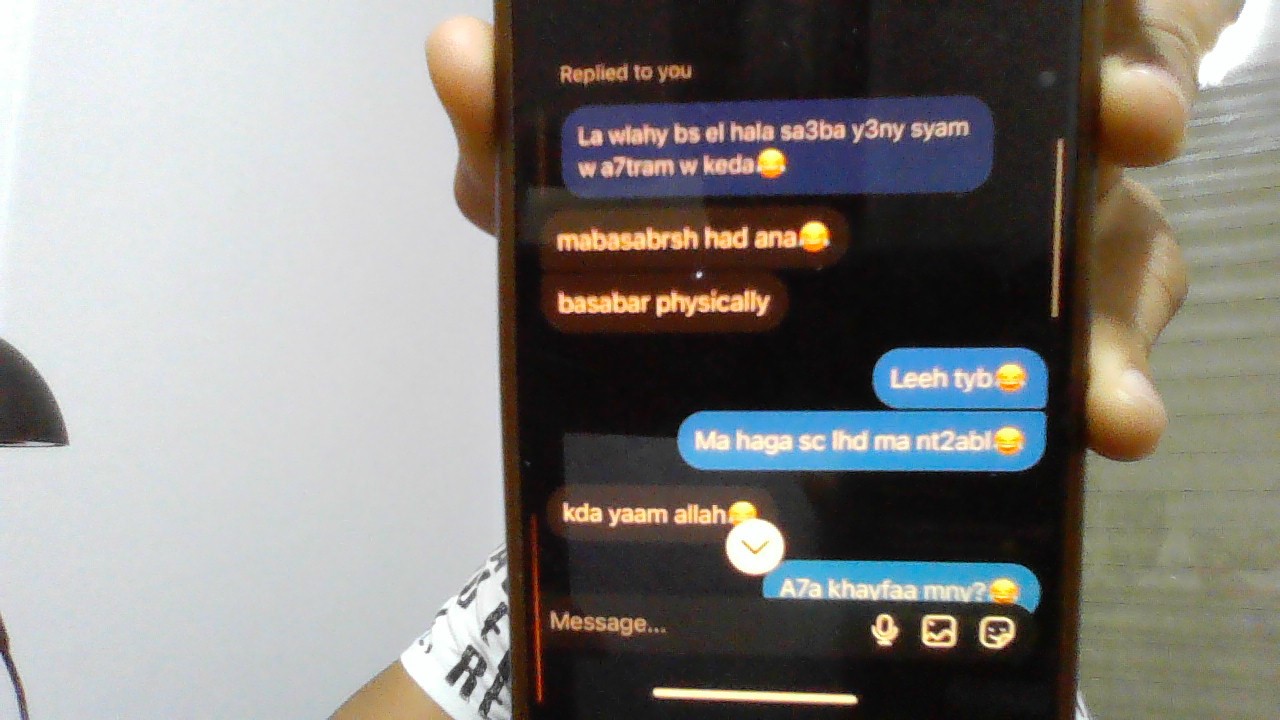 Replied to you
La wlahy bs el hala sa3ba y3ny syam
w a7tram w keda😂
mabasabrsh had ana😂
basabar physically
Leeh tyb😂
Ma haga sc lhd ma nt2abl😂
kda yaam allah😂
A7a khayfaa mny?😂
Message...